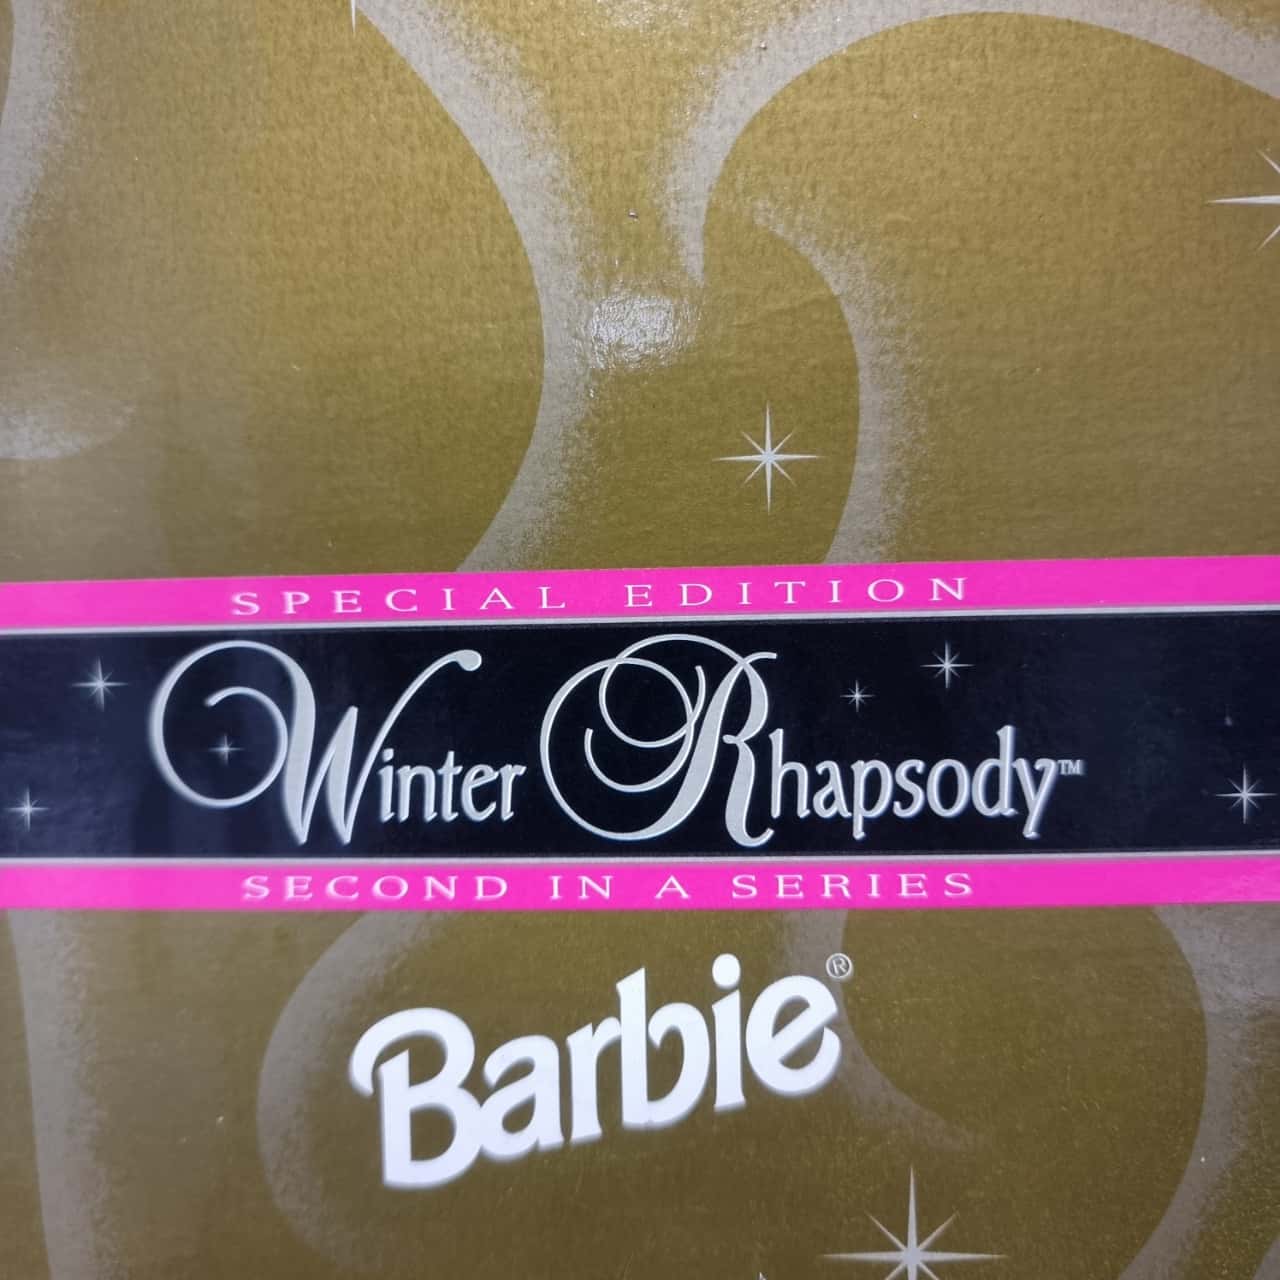 SPECIAL EDITION
Winter Rhapsody™
SECOND IN A SERIES
Barbie®